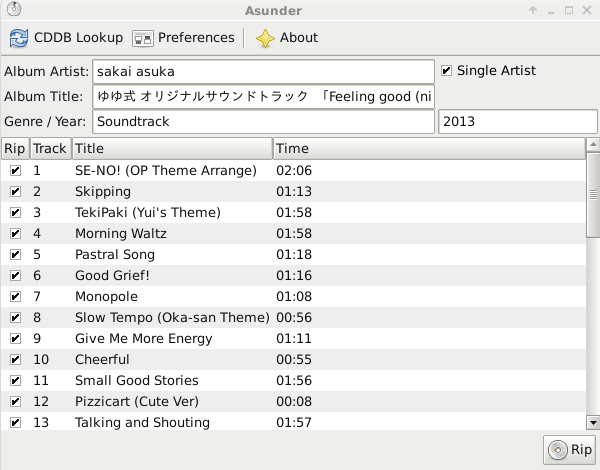 Asunder
CDDB Lookup Preferences About
Album Artist: sakai asuka Single Artist
Album Title: ゆゆ式 オリジナルサウンドトラック 「Feeling good (ni
Genre / Year: Soundtrack 2013
Rip Track Title Time
1 SE-NO! (OP Theme Arrange) 02:06
2 Skipping 01:13
3 TekiPaki (Yui's Theme) 01:58
4 Morning Waltz 01:58
5 Pastral Song 01:18
6 Good Grief! 01:16
7 Monopole 01:08
8 Slow Tempo (Oka-san Theme) 00:56
9 Give Me More Energy 01:11
10 Cheerful 00:55
11 Small Good Stories 01:56
12 Pizzicart (Cute Ver) 00:08
13 Talking and Shouting 01:57
Rip